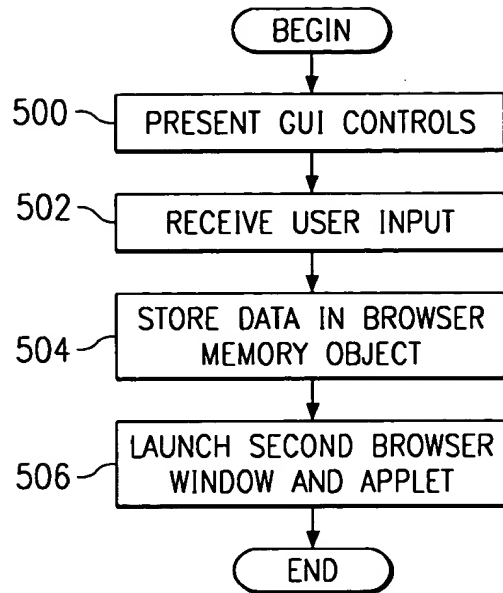 BEGIN
500
PRESENT GUI CONTROLS
502
RECEIVE USER INPUT
504
STORE DATA IN BROWSER
MEMORY OBJECT
506
LAUNCH SECOND BROWSER
WINDOW AND APPLET
END